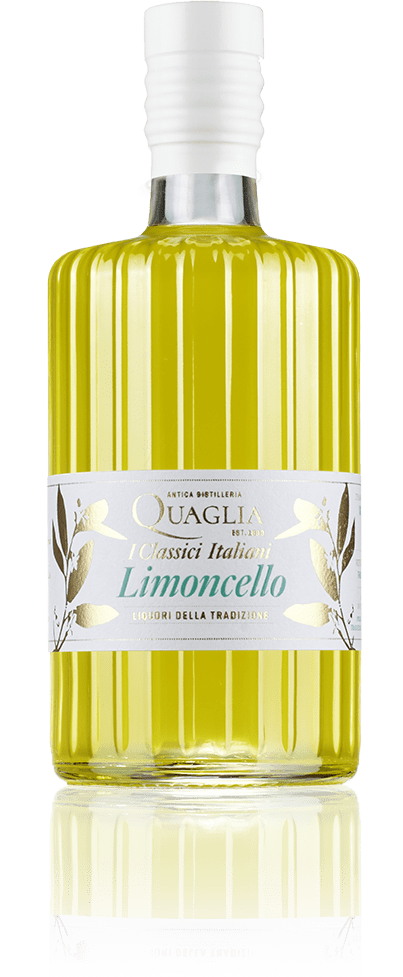 ANTICA DISTILLERIA
QUAGLIA
I Classici Italiani
Limoncello
LIQUORI DELLA TRADIZIONE